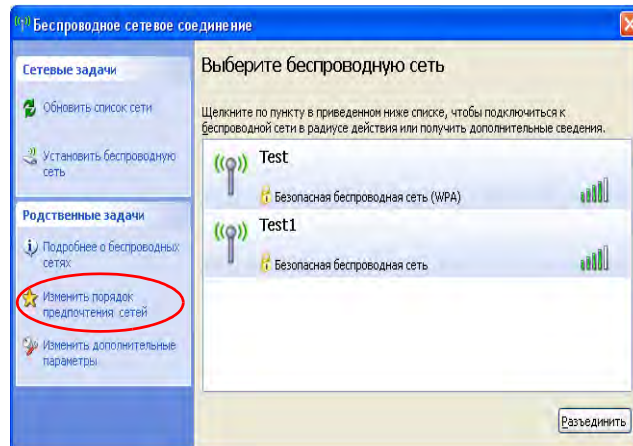 Беспроводное сетевое соединение
Сетевые задачи
Обновить список сети
Установить беспроводную
сеть
Родственные задачи
Подробнее о беспроводных
сетях
Изменить порядок
предпочтения сетей
Изменить дополнительные
параметры
Выберите беспроводную сеть
Щелкните по пункту в приведенном ниже списке, чтобы подключиться к
беспроводной сети в радиусе действия или получить дополнительные сведения.
Test
Безопасная беспроводная сеть (WPA)
Test1
Безопасная беспроводная сеть
Разъединить